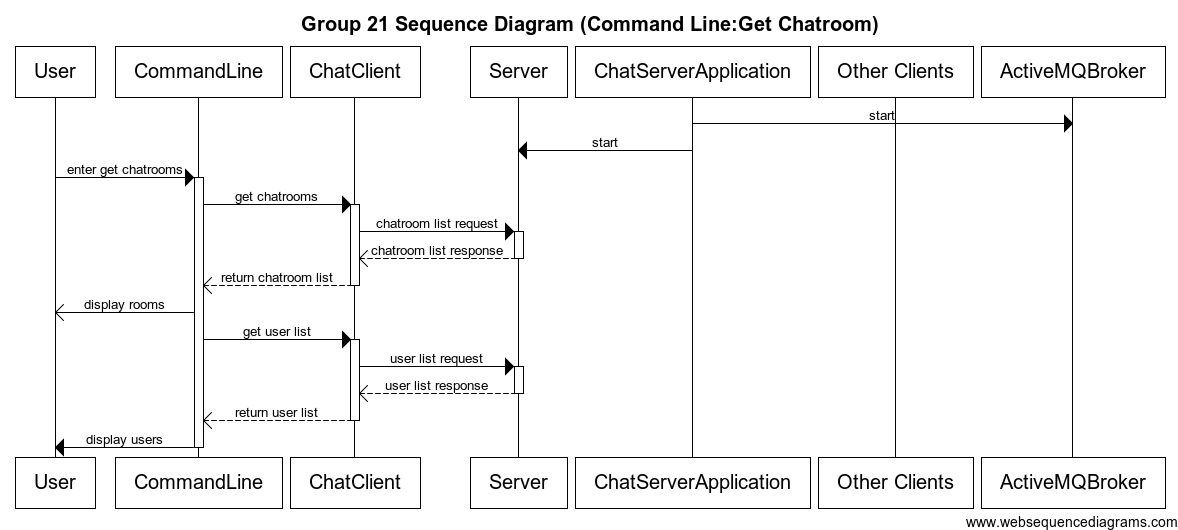 Group 21 Sequence Diagram (Command Line:Get Chatroom)
User CommandLine ChatClient Server ChatServerApplication Other Clients ActiveMQBroker
start
start
enter get chatrooms
get chatrooms
chatroom list request
chatroom list response
return chatroom list
display rooms
get user list
user list request
user list response
return user list
display users
User CommandLine ChatClient Server ChatServerApplication Other Clients ActiveMQBroker
www.websequencediagrams.com